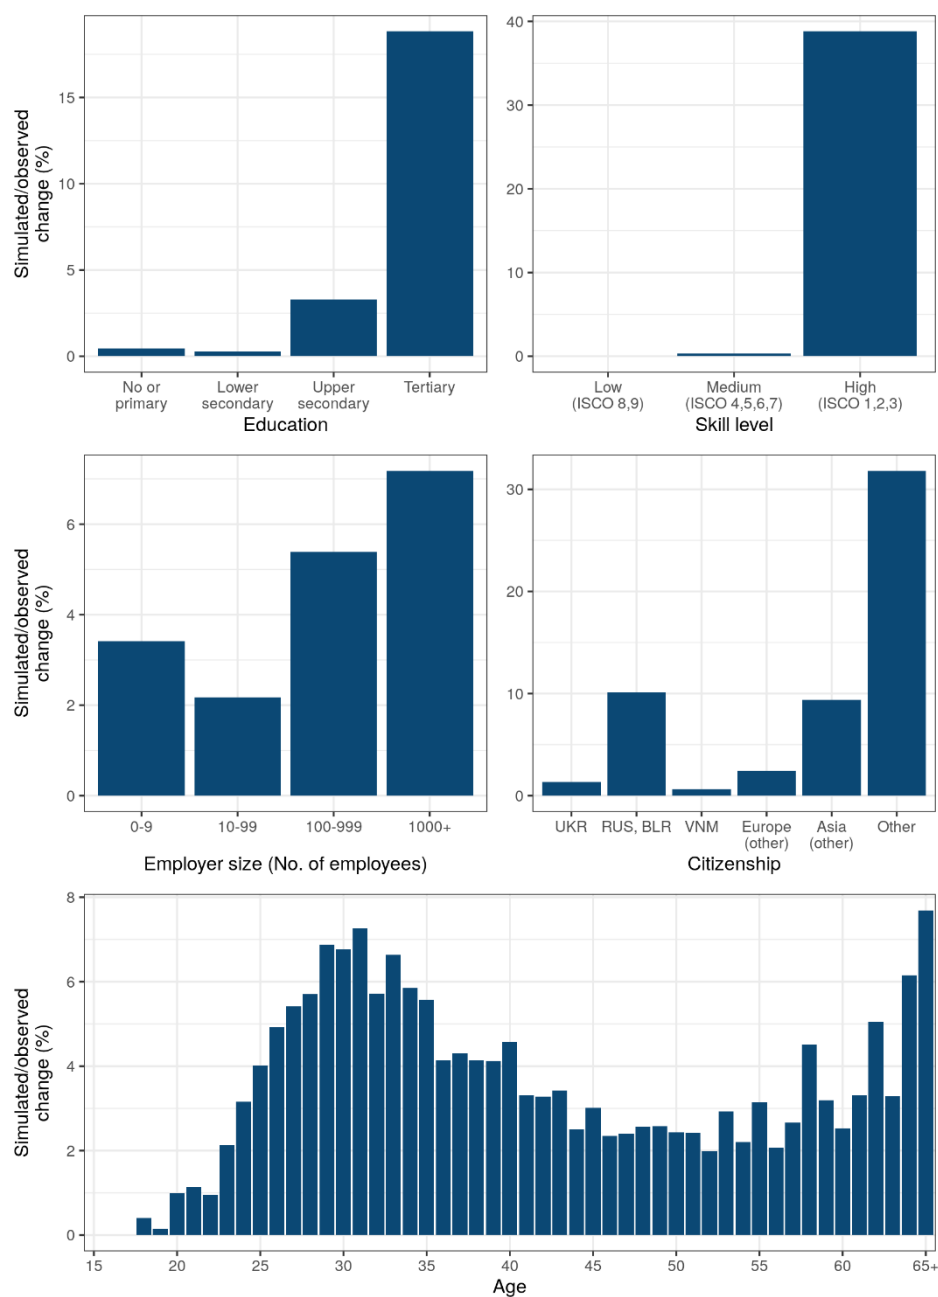 Simulated/observed
change (%)
15
10
5
0
No or
primary
Lower
secondary
Upper
secondary
Tertiary
Education
40
30
20
10
0
Low
(ISCO 8,9)
Medium
(ISCO 4,5,6,7)
High
(ISCO 1,2,3)
Skill level
Simulated/observed
change (%)
6
4
2
0
0-9
10-99
100-999
1000+
Employer size (No. of employees)
30
20
10
0
UKR
RUS, BLR
VNM
Europe
(other)
Asia
(other)
Other
Citizenship
Simulated/observed
change (%)
8
6
4
2
0
15
20
25
30
35
40
45
50
55
60
65+
Age